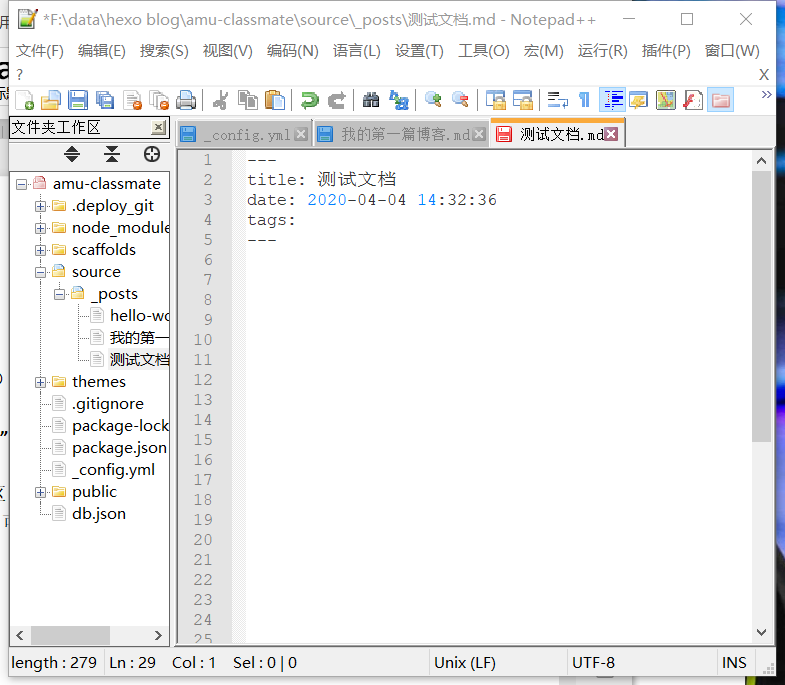 *F:\data\hexo blog\amu-classmate\source\_posts\测试文档.md - Notepad++
文件(F) 编辑(E) 搜索(S) 视图(V) 编码(N) 语言(L) 设置(T) 工具(O) 宏(M) 运行(R) 插件(P) 窗口(W)
? X
文件夹工作区
_config.yml 我的第一篇博客.md 测试文档.md
amu-classmate
.deploy_git
node_module
scaffolds
source
_posts
hello-wo
我的第一
测试文档
themes
.gitignore
package-lock
package.json
_config.yml
public
db.json
1 ---
2 title: 测试文档
3 date: 2020-04-04 14:32:36
4 tags:
5 ---
6
7
8
9
10
11
12
13
14
15
16
17
18
19
20
21
22
23
24
25
length : 279 Ln : 29 Col : 1 Sel : 0 | 0 Unix (LF) UTF-8 INS